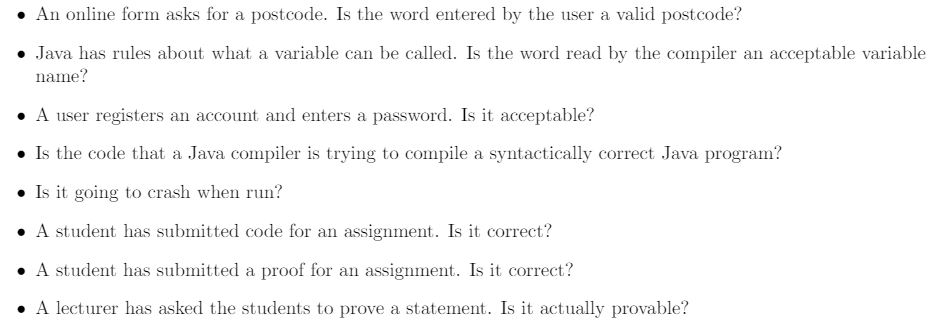 • An online form asks for a postcode. Is the word entered by the user a valid postcode?
• Java has rules about what a variable can be called. Is the word read by the compiler an acceptable variable
name?
• A user registers an account and enters a password. Is it acceptable?
• Is the code that a Java compiler is trying to compile a syntactically correct Java program?
• Is it going to crash when run?
• A student has submitted code for an assignment. Is it correct?
• A student has submitted a proof for an assignment. Is it correct?
• A lecturer has asked the students to prove a statement. Is it actually provable?